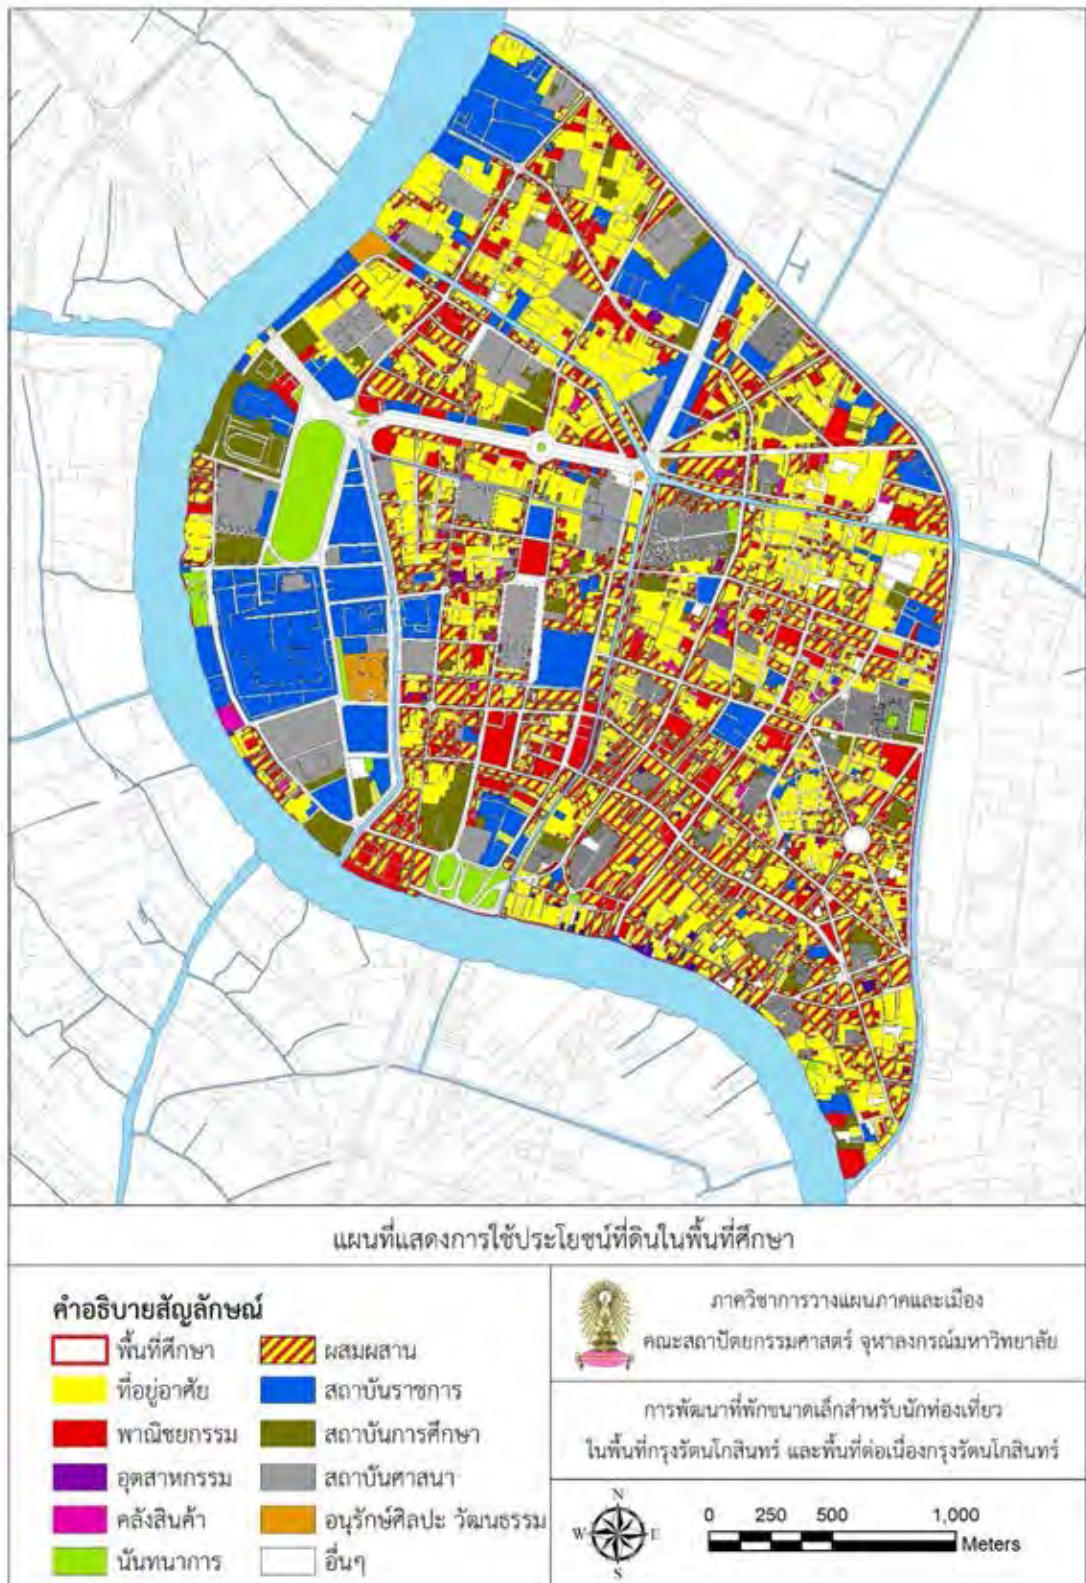 แผนที่แสดงการใช้ประโยชน์ที่ดินในพื้นที่ศึกษา
คำอธิบายสัญลักษณ์
พื้นที่ศึกษา
ที่อยู่อาศัย
พาณิชยกรรม
อุตสาหกรรม
คลังสินค้า
นันทนาการ
ผสมผสาน
สถาบันราชการ
สถาบันการศึกษา
สถาบันศาสนา
อนุรักษ์ศิลปะ วัฒนธรรม
อื่นๆ
ภาควิชาการวางแผนภาคและเมือง
คณะสถาปัตยกรรมศาสตร์ จุฬาลงกรณ์มหาวิทยาลัย
การพัฒนาที่พักขนาดเล็กสำหรับนักท่องเที่ยว
ในพื้นที่กรุงรัตนโกสินทร์ และพื้นที่ต่อเนื่องกรุงรัตนโกสินทร์
N
W E
S
0 250 500 1,000
Meters